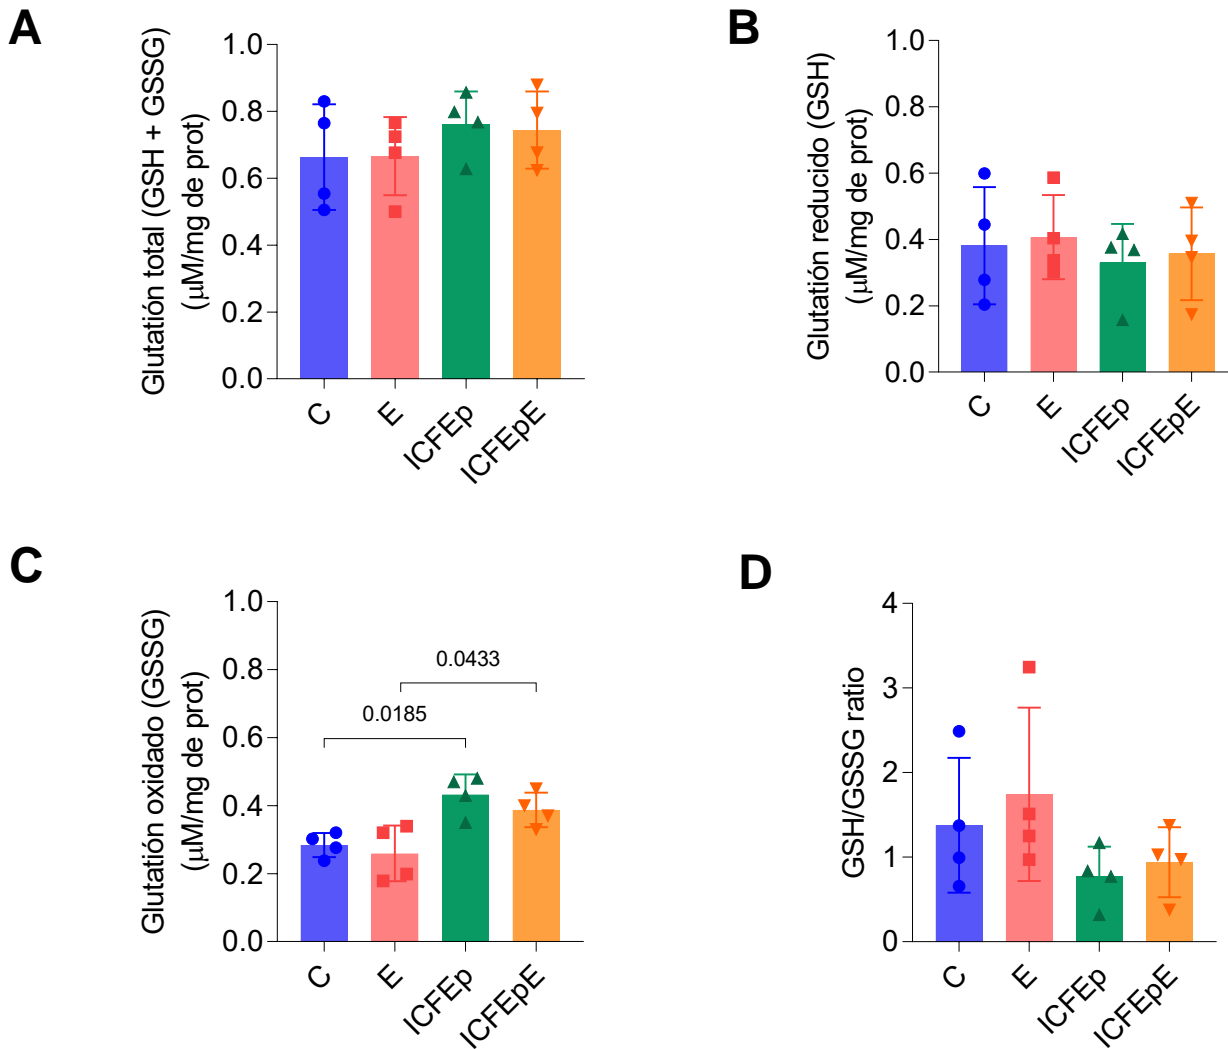 A
Glutatión total (GSH + GSSG)
(μM/mg de prot)
1.0
0.8
0.6
0.4
0.2
0.0
C
E
ICFEp
ICFEpE
B
Glutatión reducido (GSH)
(μM/mg de prot)
1.0
0.8
0.6
0.4
0.2
0.0
C
E
ICFEp
ICFEpE
C
Glutatión oxidado (GSSG)
(μM/mg de prot)
1.0
0.8
0.6
0.4
0.2
0.0
0.0433
0.0185
C
E
ICFEp
ICFEpE
D
GSH/GSSG ratio
4
3
2
1
0
C
E
ICFEp
ICFEpE